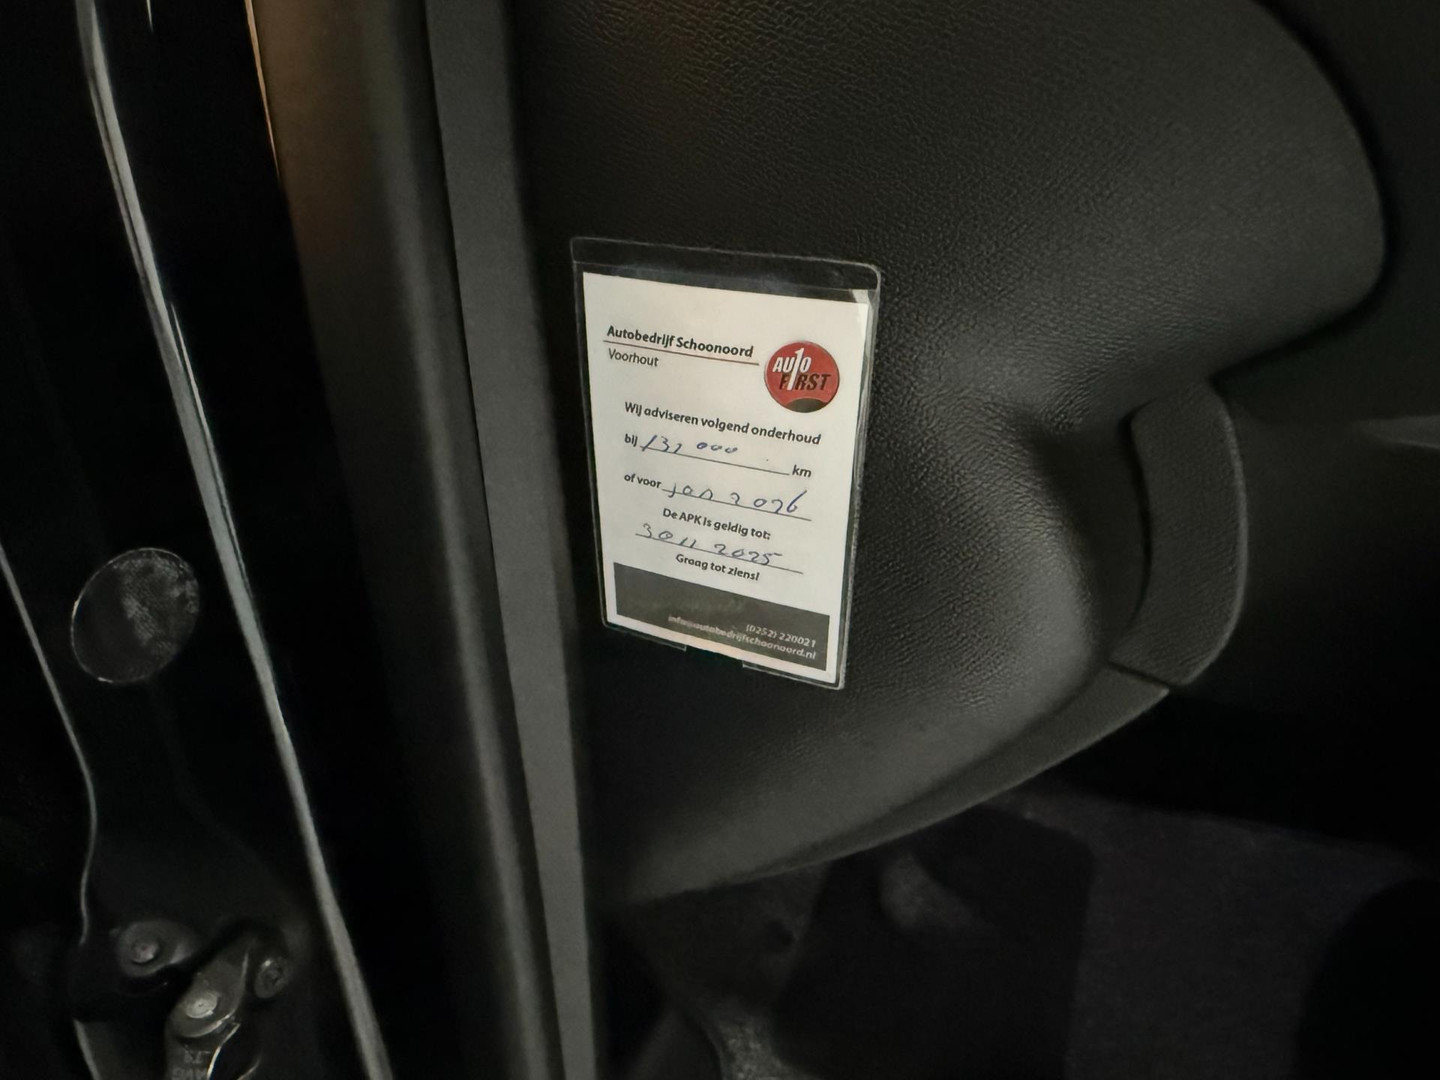 Autobedrijf Schoonoord
Voorhout
AUTO
FIRST
Wij adviseren volgend onderhoud
bij 131 000 km
of voor jan 2026
De APK is geldig tot:
30 11 2025
Graag tot ziens!
(0252) 220021
info@autobedrijfschoonoord.nl